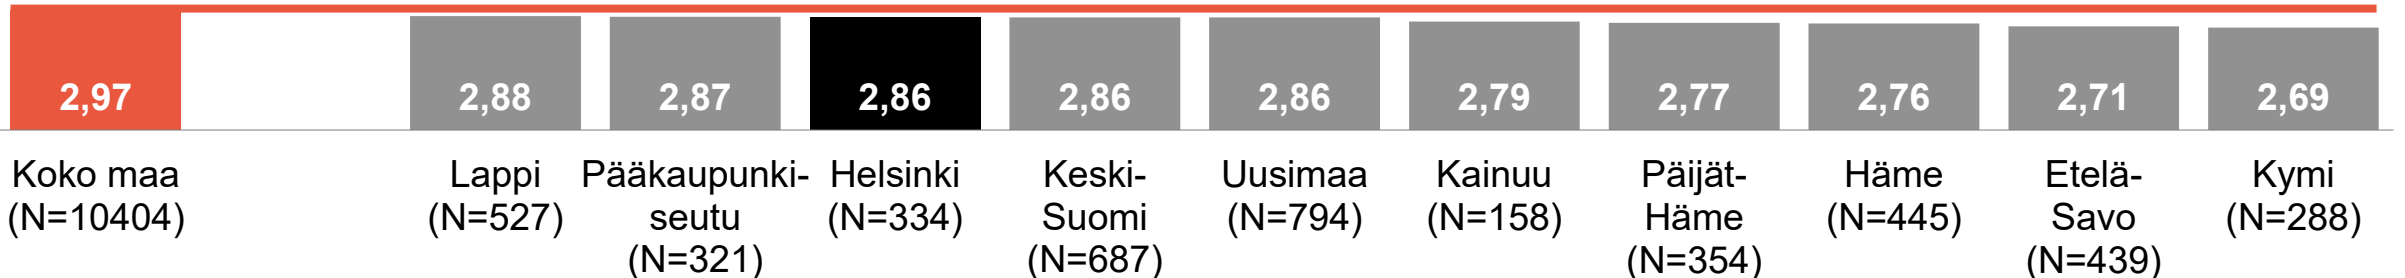 2,97 2,88 2,87 2,86 2,86 2,86 2,79 2,77 2,76 2,71 2,69
Koko maa
(N=10404)
Lappi
(N=527)
Pääkaupunki-
seutu
(N=321)
Helsinki
(N=334)
Keski-
Suomi
(N=687)
Uusimaa
(N=794)
Kainuu
(N=158)
Päijät-
Häme
(N=354)
Häme
(N=445)
Etelä-
Savo
(N=439)
Kymi
(N=288)